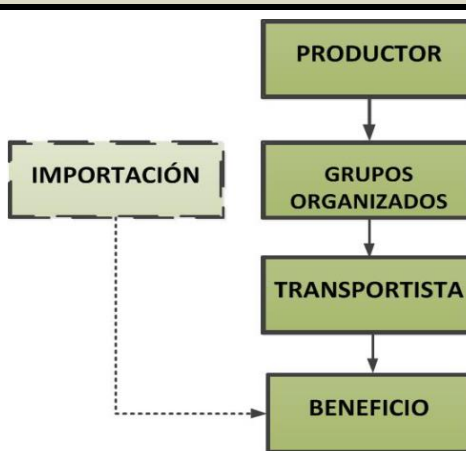 PRODUCTOR
IMPORTACIÓN
GRUPOS
ORGANIZADOS
TRANSPORTISTA
BENEFICIO